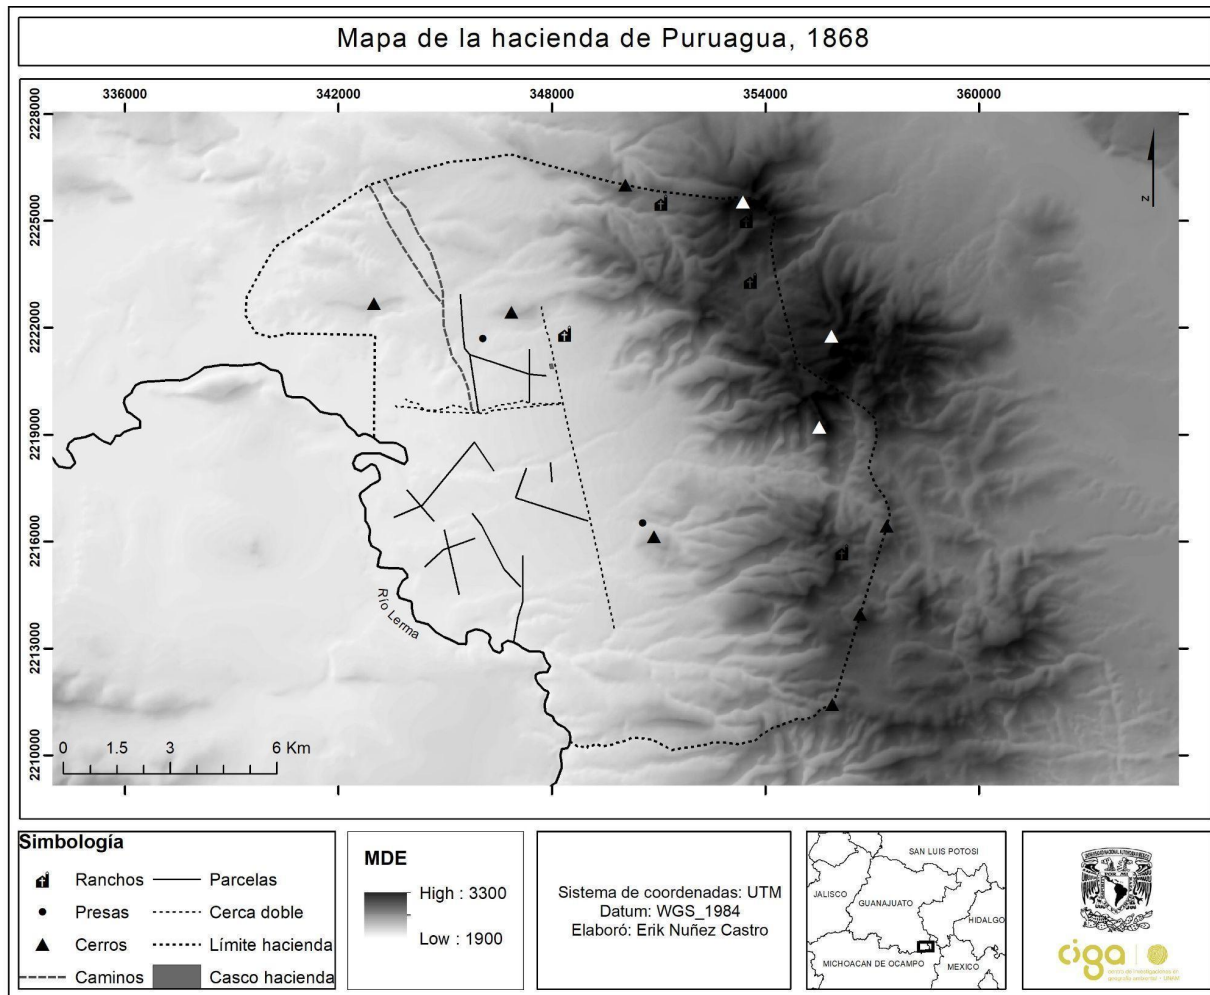 Mapa de la hacienda de Puruagua, 1868
336000 342000 348000 354000 360000
2228000
2225000
2222000
2219000
2216000
2213000
2210000
z
Río Lerma
0 1.5 3 6 Km
Simbología
Ranchos Parcelas
Presas Cerca doble
Cerros Límite hacienda
Caminos Casco hacienda
MDE
High : 3300
Low : 1900
Sistema de coordenadas: UTM
Datum: WGS_1984
Elaboró: Erik Nuñez Castro
SAN LUIS POTOSI
JALISCO
GUANAJUATO
HIDALGO
MICHOACAN DE OCAMPO
MEXICO
ciga